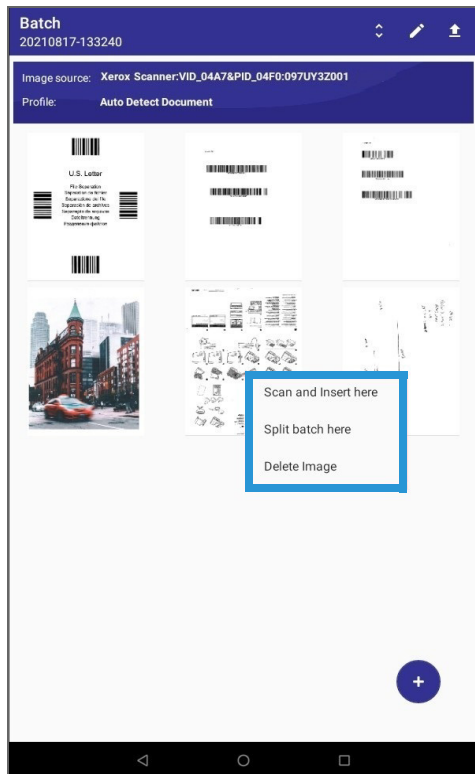 Batch
20210817-133240
Image source: Xerox Scanner:VID_04A7&PID_04F0:097UY3Z001
Profile: Auto Detect Document
U.S. Letter
File Separation
Scan and Insert here
Split batch here
Delete Image
+